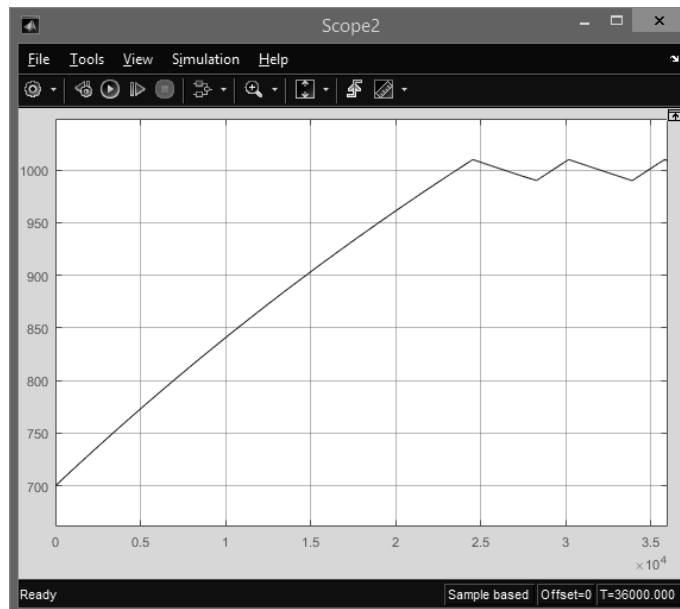 Scope2
File Tools View Simulation Help
1000
950
900
850
800
750
700
0 0.5 1 1.5 2 2.5 3 3.5
×10⁴
Ready Sample based Offset=0 T=36000.000